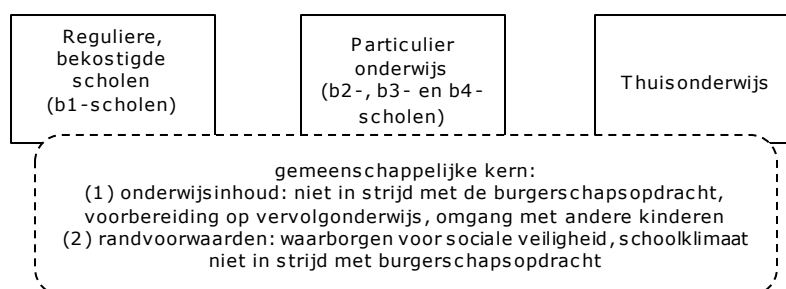 Reguliere,
bekostigde
scholen
(b1-scholen)
Particulier
onderwijs
(b2-, b3- en b4-
scholen)
Thuisonderwijs
gemeenschappelijke kern:
(1) onderwijsinhoud: niet in strijd met de burgerschapsopdracht,
voorbereiding op vervolgonderwijs, omgang met andere kinderen
(2) randvoorwaarden: waarborgen voor sociale veiligheid, schoolklimaat
niet in strijd met burgerschapsopdracht